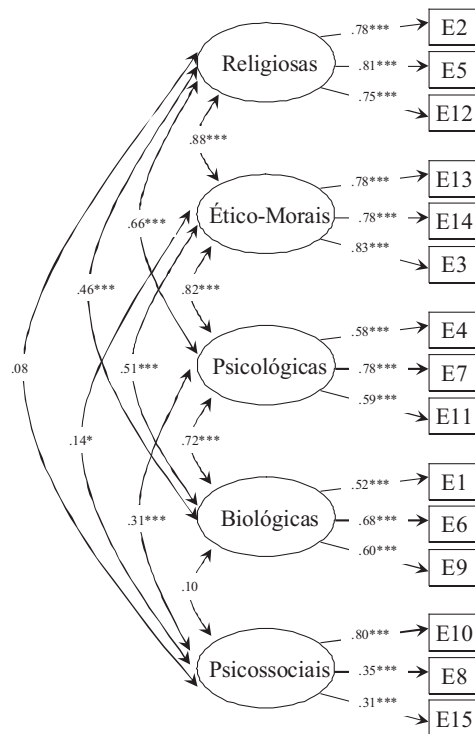 .78*** E2
Religiosas .81*** E5
.75*** E12
.88***
.78*** E13
Ético-Morais .78*** E14
.66*** .83*** E3
.46*** .82***
.58*** E4
.08 .51*** Psicológicas .78*** E7
.59*** E11
.14* .72***
.52*** E1
.31*** Biológicas .68*** E6
.60*** E9
.10
.80*** E10
Psicossociais .35*** E8
.31*** E15